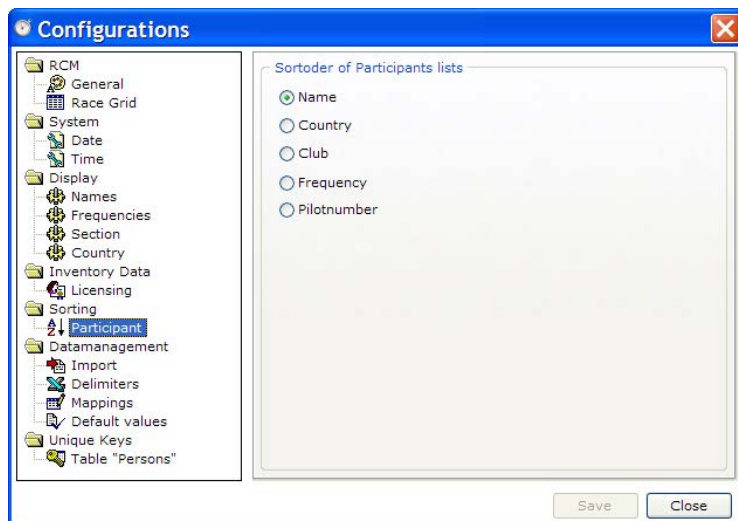 Configurations
RCM
General
Race Grid
System
Date
Time
Display
Names
Frequencies
Section
Country
Inventory Data
Licensing
Sorting
Participant
Datamanagement
Import
Delimiters
Mappings
Default values
Unique Keys
Table "Persons"
Sortoder of Participants lists
Name
Country
Club
Frequency
Pilotnumber
Save
Close